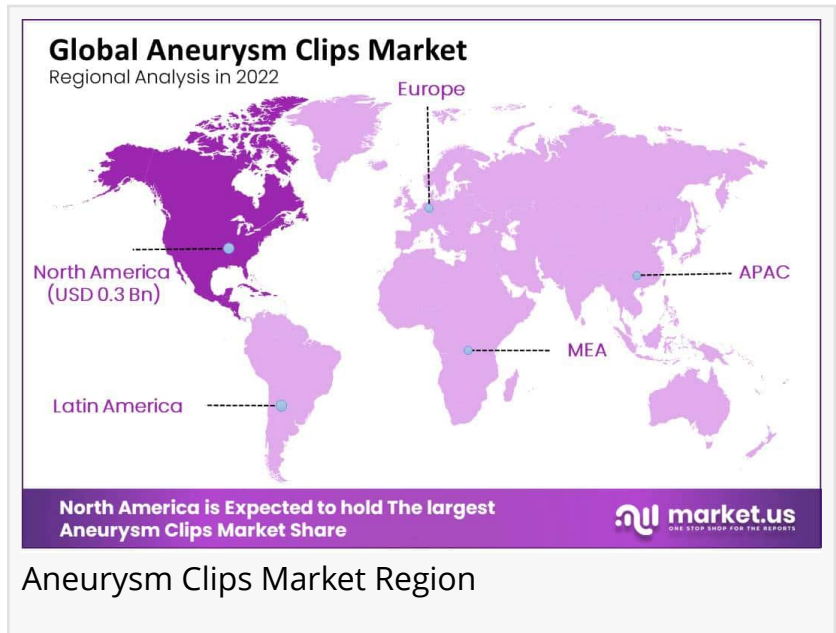 Global Aneurysm Clips Market
Regional Analysis in 2022
Europe
North America
(USD 0.3 Bn)
APAC
MEA
Latin America
North America is Expected to hold The largest
Aneurysm Clips Market Share
market.us
ONE STOP SHOP FOR THE REPORTS
Aneurysm Clips Market Region